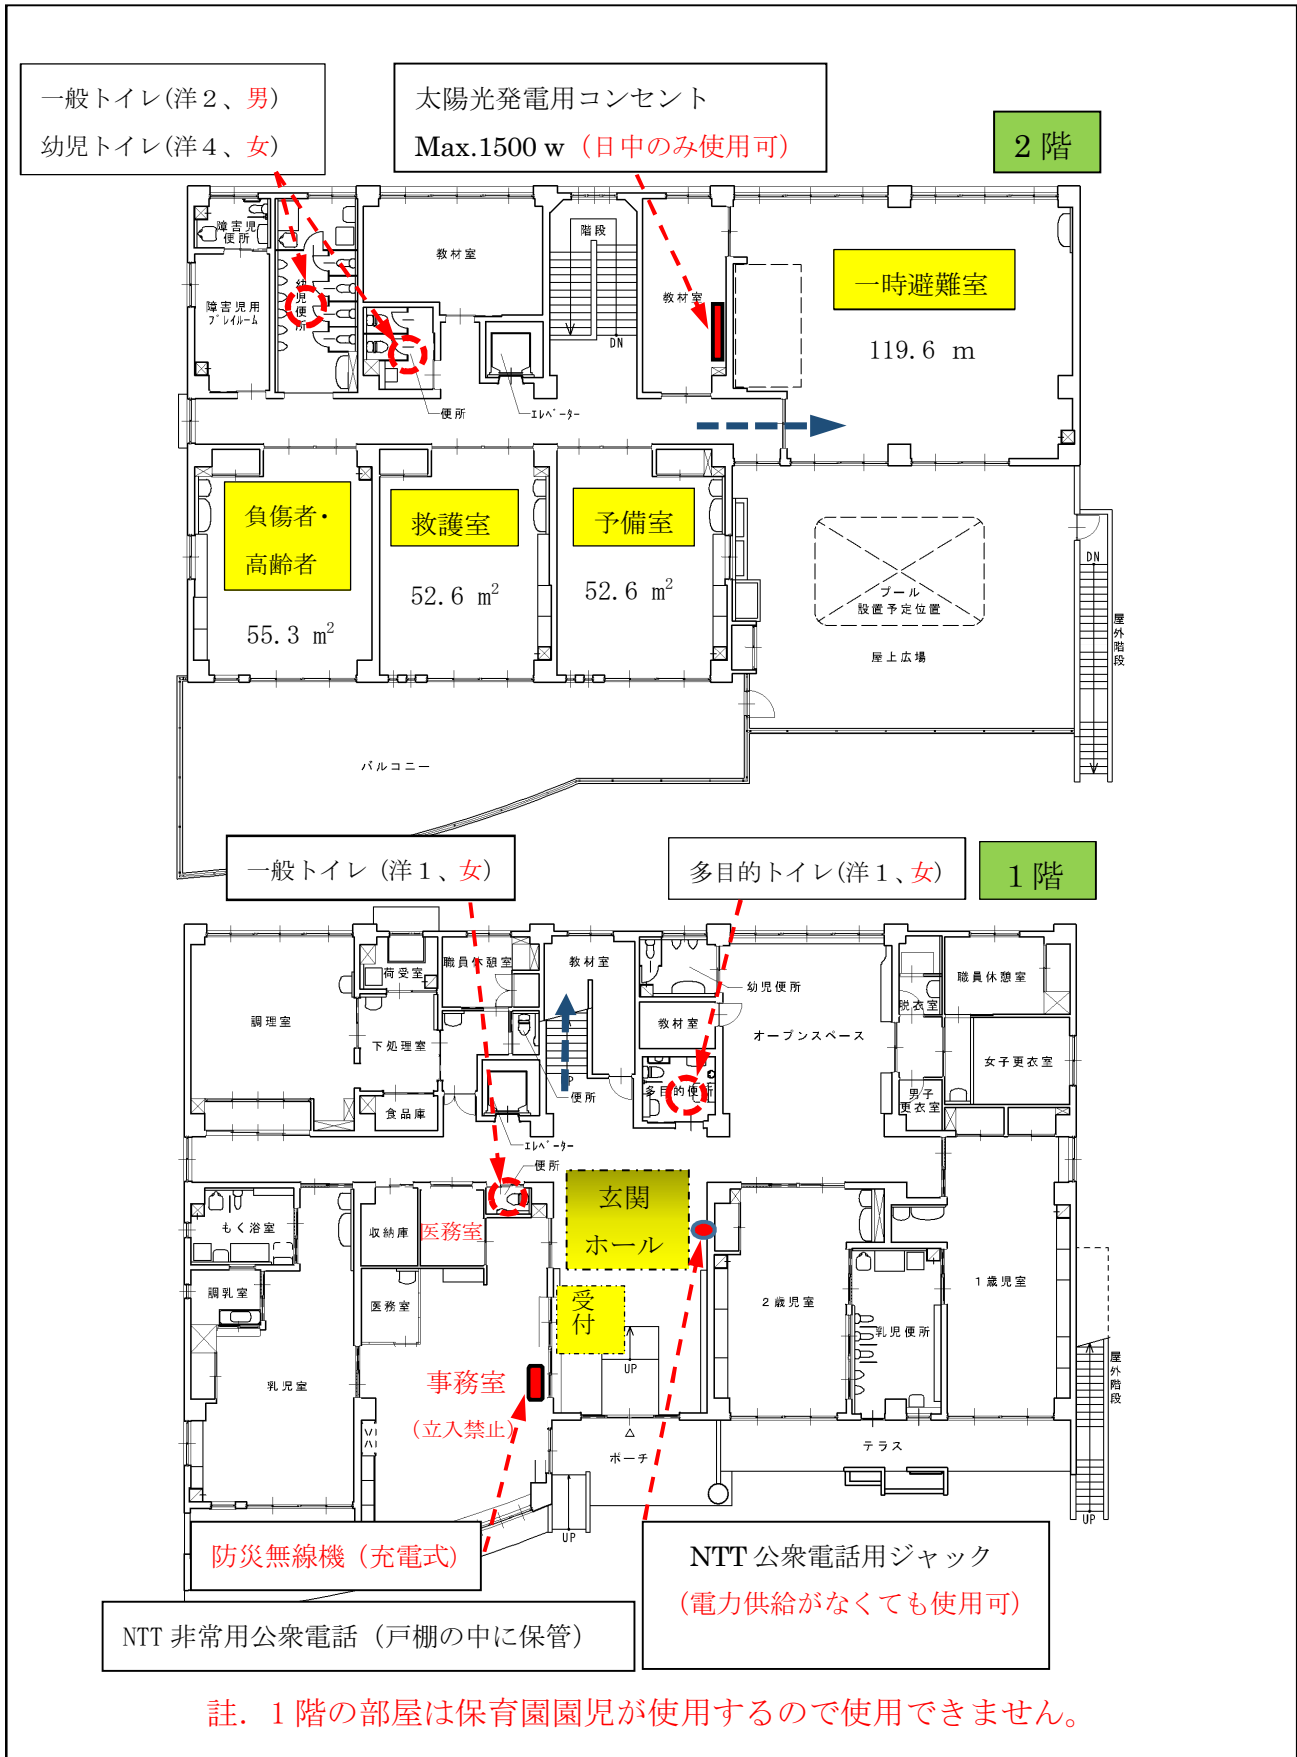 一般トイレ(洋２、男)
幼児トイレ(洋４、女)
太陽光発電用コンセント
Max.1500 w（日中のみ使用可）
２階
障害児
便所
幼児便所
教材室
階段
DN
教材室
一時避難室
119.6 m
障害児用
プレイルーム
便所
エレベーター
負傷者・
高齢者
55.3 m²
救護室
52.6 m²
予備室
52.6 m²
プール
設置予定位置
屋上広場
DN
屋外階段
バルコニー
一般トイレ（洋１、女）
多目的トイレ(洋１、女)
１階
調理室
荷受室
職員休憩室
教材室
幼児便所
教材室
オープンスペース
脱衣室
職員休憩室
下処理室
食品庫
便所
エレベーター
便所
多目的便所
女子更衣室
男子
更衣室
玄関
ホール
受付
もく浴室
収納庫
医務室
医務室
調乳室
乳児室
事務室
(立入禁止)
UP
２歳児室
乳児便所
１歳児室
屋外階段
ポーチ
テラス
UP
UP
防災無線機（充電式）
NTT 公衆電話用ジャック
（電力供給がなくても使用可）
NTT 非常用公衆電話（戸棚の中に保管）
註．１階の部屋は保育園園児が使用するので使用できません。